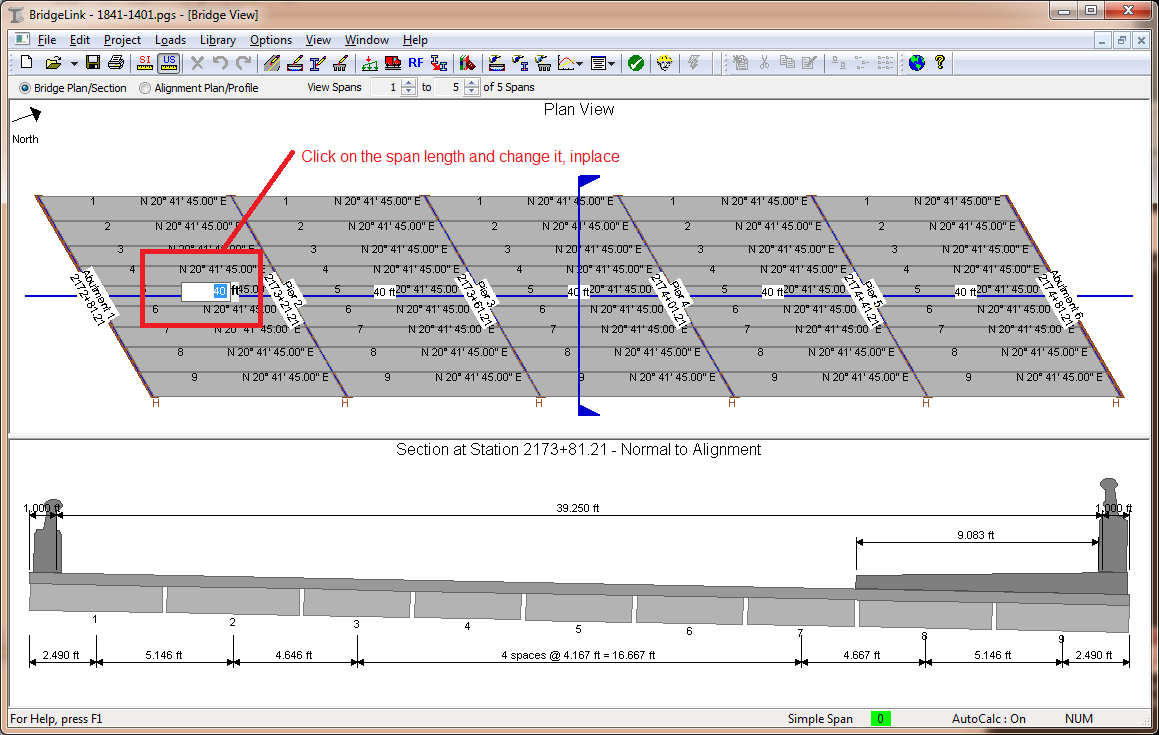 BridgeLink - 1841-1401.pgs - [Bridge View]
File Edit Project Loads Library Options View Window Help
SI US RF
Bridge Plan/Section Alignment Plan/Profile View Spans 1 to 5 of 5 Spans
Plan View
North
Click on the span length and change it, inplace
1 N 20° 41' 45.00" E 1 N 20° 41' 45.00" E 1 N 20° 41' 45.00" E 1 N 20° 41' 45.00" E 1 N 20° 41' 45.00" E
2 N 20° 41' 45.00" E 2 N 20° 41' 45.00" E 2 N 20° 41' 45.00" E 2 N 20° 41' 45.00" E 2 N 20° 41' 45.00" E
3 N 20° 41' 45.00" E 3 N 20° 41' 45.00" E 3 N 20° 41' 45.00" E 3 N 20° 41' 45.00" E 3 N 20° 41' 45.00" E
4 N 20° 41' 45.00" E 4 N 20° 41' 45.00" E 4 N 20° 41' 45.00" E 4 N 20° 41' 45.00" E 4 N 20° 41' 45.00" E
40 ft 45.00" 5 40 ft 20° 41' 45.00" 5 40 ft 20° 41' 45.00" 5 40 ft 20° 41' 45.00" 5 40 ft 20° 41' 45.00"
Abutment 1
2172+81.21
Pier 2
2173+21.21
Pier 3
2173+61.21
Pier 4
2174+01.21
Pier 5
2174+41.21
Abutment 6
2174+81.21
6 N 20° 41' 45.00" 6 N 20° 41' 45.00" 6 N 20° 41' 45.00" 6 N 20° 41' 45.00" 6 N 20° 41' 45.00"
7 N 20° 41' 45.00" E 7 N 20° 41' 45.00" E 7 N 20° 41' 45.00" E 7 N 20° 41' 45.00" E 7 N 20° 41' 45.00" E
8 N 20° 41' 45.00" E 8 N 20° 41' 45.00" E 8 N 20° 41' 45.00" E 8 N 20° 41' 45.00" E 8 N 20° 41' 45.00" E
9 N 20° 41' 45.00" E 9 N 20° 41' 45.00" E 9 N 20° 41' 45.00" E 9 N 20° 41' 45.00" E 9 N 20° 41' 45.00" E
H H H H H H
Section at Station 2173+81.21 - Normal to Alignment
1.000 ft 39.250 ft 1.000 ft
9.083 ft
1 2 3 4 5 6 7 8 9
2.490 ft 5.146 ft 4.646 ft 4 spaces @ 4.167 ft = 16.667 ft 4.667 ft 5.146 ft 2.490 ft
For Help, press F1 Simple Span 0 AutoCalc : On NUM